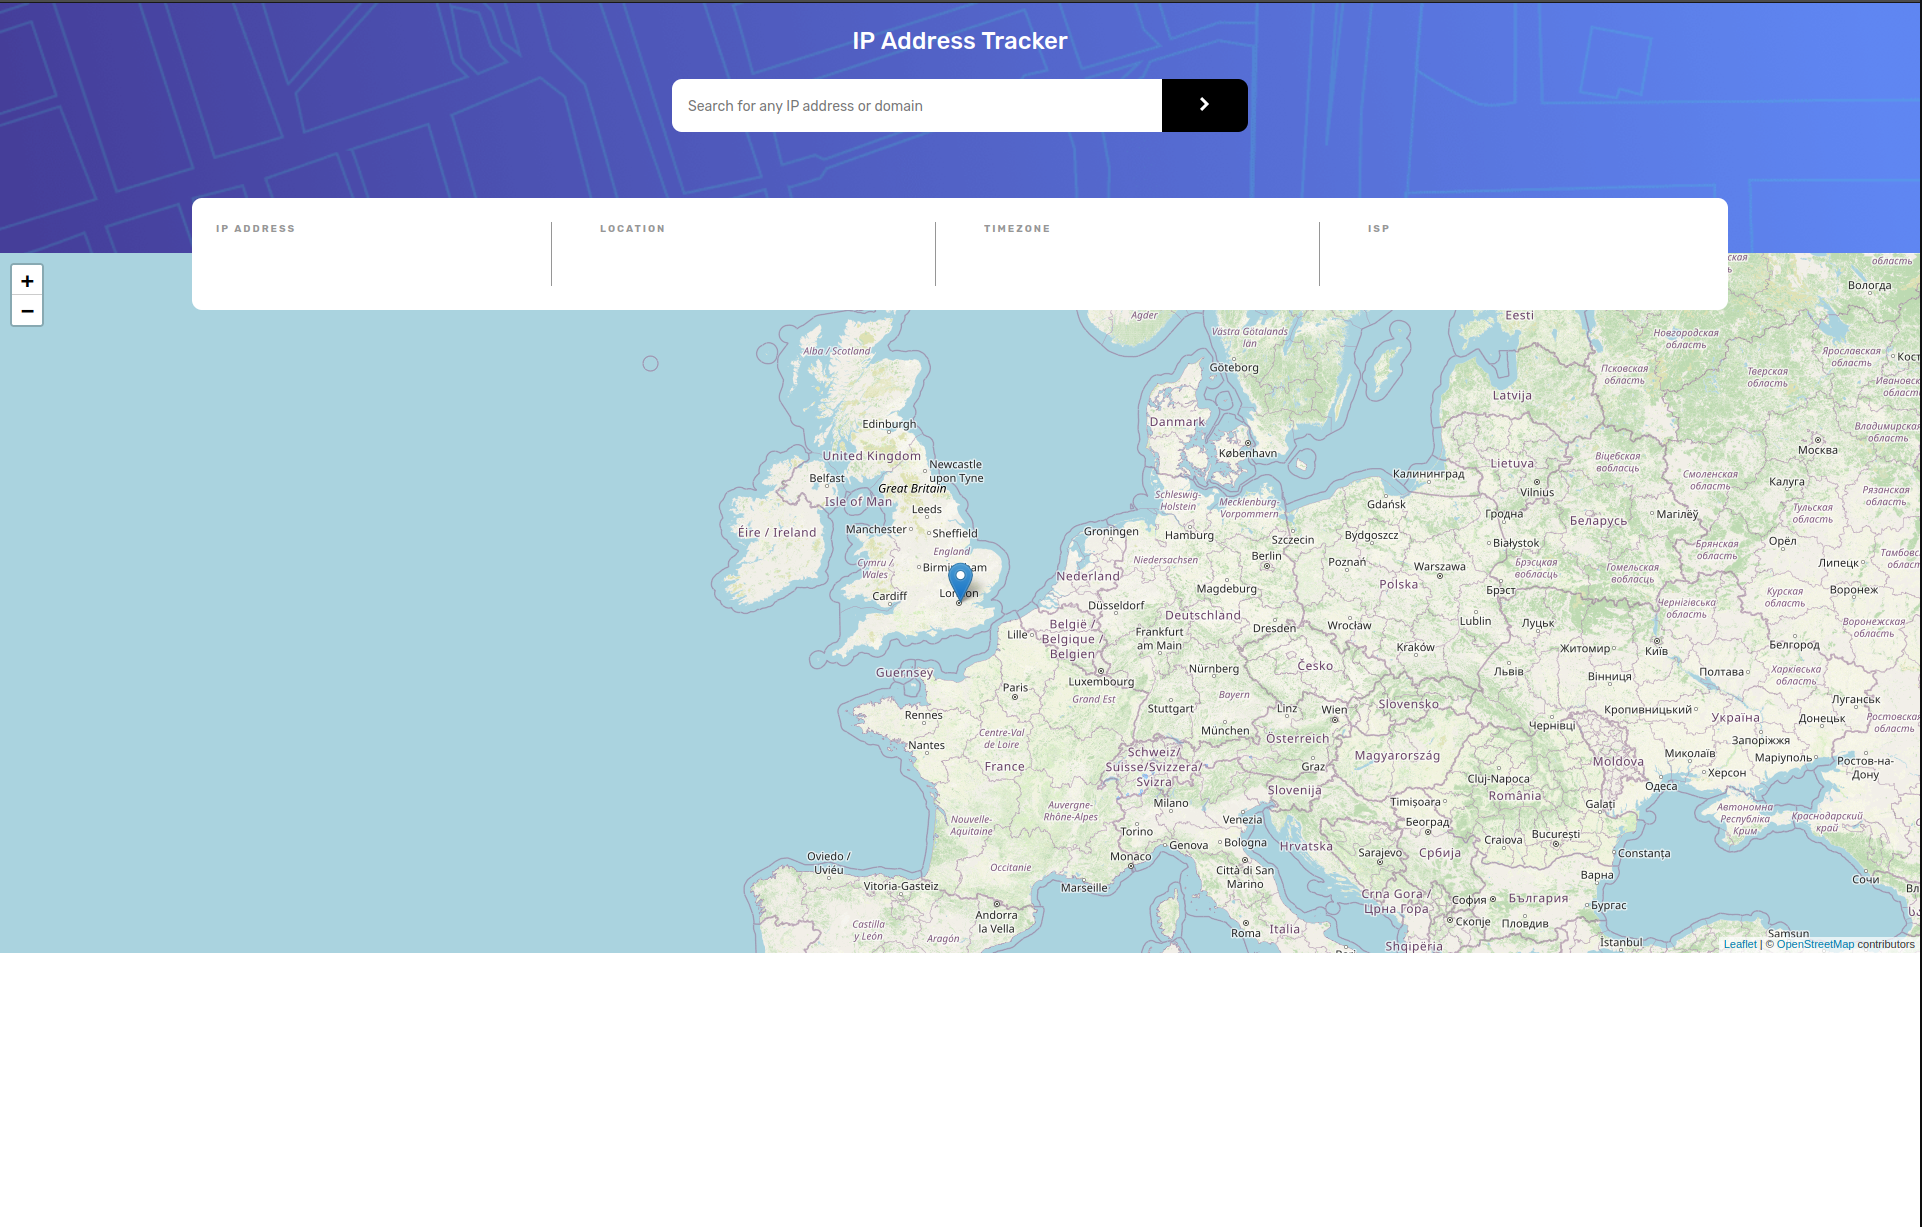 IP Address Tracker
Search for any IP address or domain
IP ADDRESS
LOCATION
TIMEZONE
ISP
+
−
ская
область
Вологда
Agder
Västra Götalands
län
Eesti
Новгородская
область
Ярославская
область
Кост
Alba / Scotland
Göteborg
Псковская
область
Тверская
область
Ивановск
област
Latvija
Edinburgh
Danmark
Владимирская
область
United Kingdom
København
Москва
Newcastle
upon Tyne
Belfast
Great Britain
Isle of Man
Калининград
Lietuva
Віцебская
вобласць
Смоленская
область
Калуга
Рязанская
область
Schleswig-
Holstein
Mecklenburg-
Vorpommern
Vilnius
Leeds
Gdańsk
Гродна
Беларусь
Магілёў
Тульская
область
Éire / Ireland
Manchester
Sheffield
Groningen
Hamburg
Szczecin
Bydgoszcz
Białystok
Брянская
область
Орёл
England
Berlin
Тамбовс
област
Cymru /
Wales
Niedersachsen
Poznań
Warszawa
Брэсцкая
вобласць
Гомельская
вобласць
Липецк
Nederland
Polska
Cardiff
London
Magdeburg
Брэст
Курская
область
Воронеж
Düsseldorf
Deutschland
Чернігівська
область
Lille
België /
Belgique /
Belgien
Frankfurt
am Main
Dresden
Wrocław
Lublin
Луцьк
Воронежская
область
Kraków
Житомир
Київ
Белгород
Guernsey
Luxembourg
Nürnberg
Česko
Львів
Вінниця
Полтава
Харківська
область
Paris
Grand Est
Bayern
Rennes
Stuttgart
Linz
Wien
Slovensko
Кропивницький
Україна
Луганськ
Донецьк
Ростовская
область
Nantes
Centre-Val
de Loire
München
Österreich
Чернівці
Запоріжжя
France
Schweiz/
Suisse/Svizzera/
Svizra
Graz
Magyarország
Moldova
Миколаїв
Маріуполь
Ростов-на-
Дону
Херсон
Cluj-Napoca
Одеса
Slovenija
România
Auvergne-
Rhône-Alpes
Milano
Timișoara
Galați
Автономна
Республіка
Крим
Краснодарский
край
Nouvelle-
Aquitaine
Torino
Venezia
Београд
București
Genova
Bologna
Hrvatska
Craiova
Oviedo /
Uviéu
Monaco
Sarajevo
Србија
Constanța
Occitanie
Città di San
Marino
Vitoria-Gasteiz
Marseille
Варна
Сочи
Crna Gora /
Црна Гора
София
България
Бургас
Andorra
la Vella
Castilla
y León
Aragón
Roma
Italia
Скопје
Пловдив
Shqipëria
İstanbul
Samsun
Leaflet | © OpenStreetMap contributors